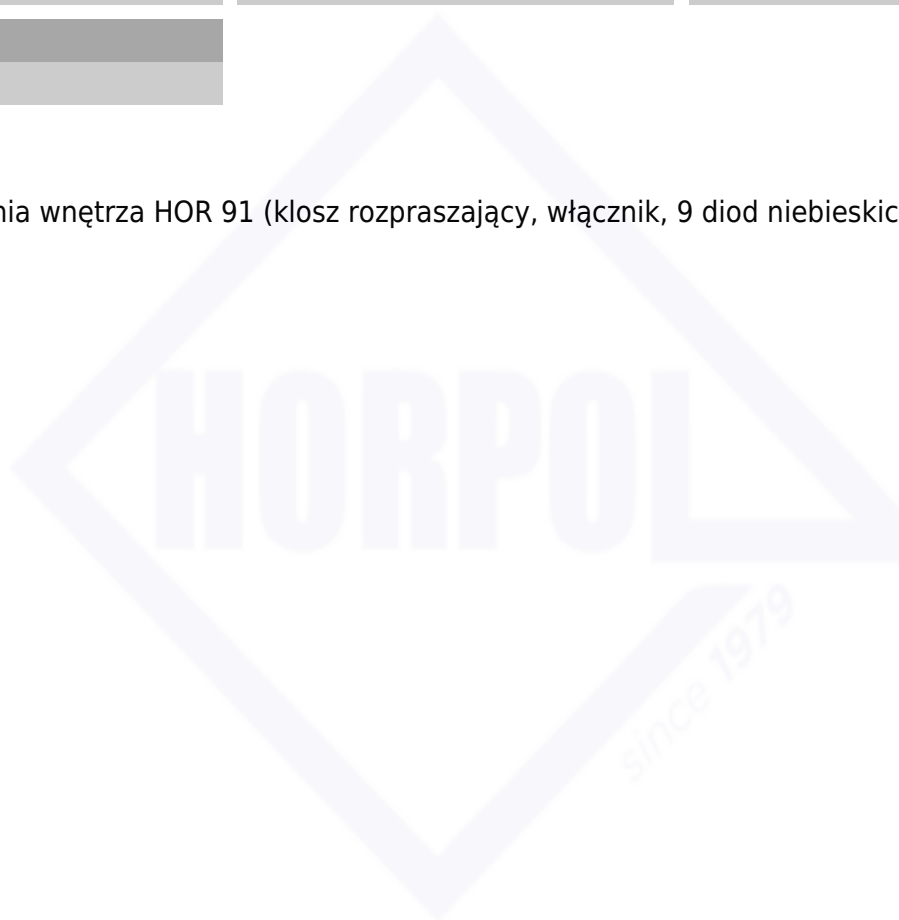 nia wnętrza HOR 91 (klosz rozpraszający, włącznik, 9 diod niebieskic
HORPOL
since 1979